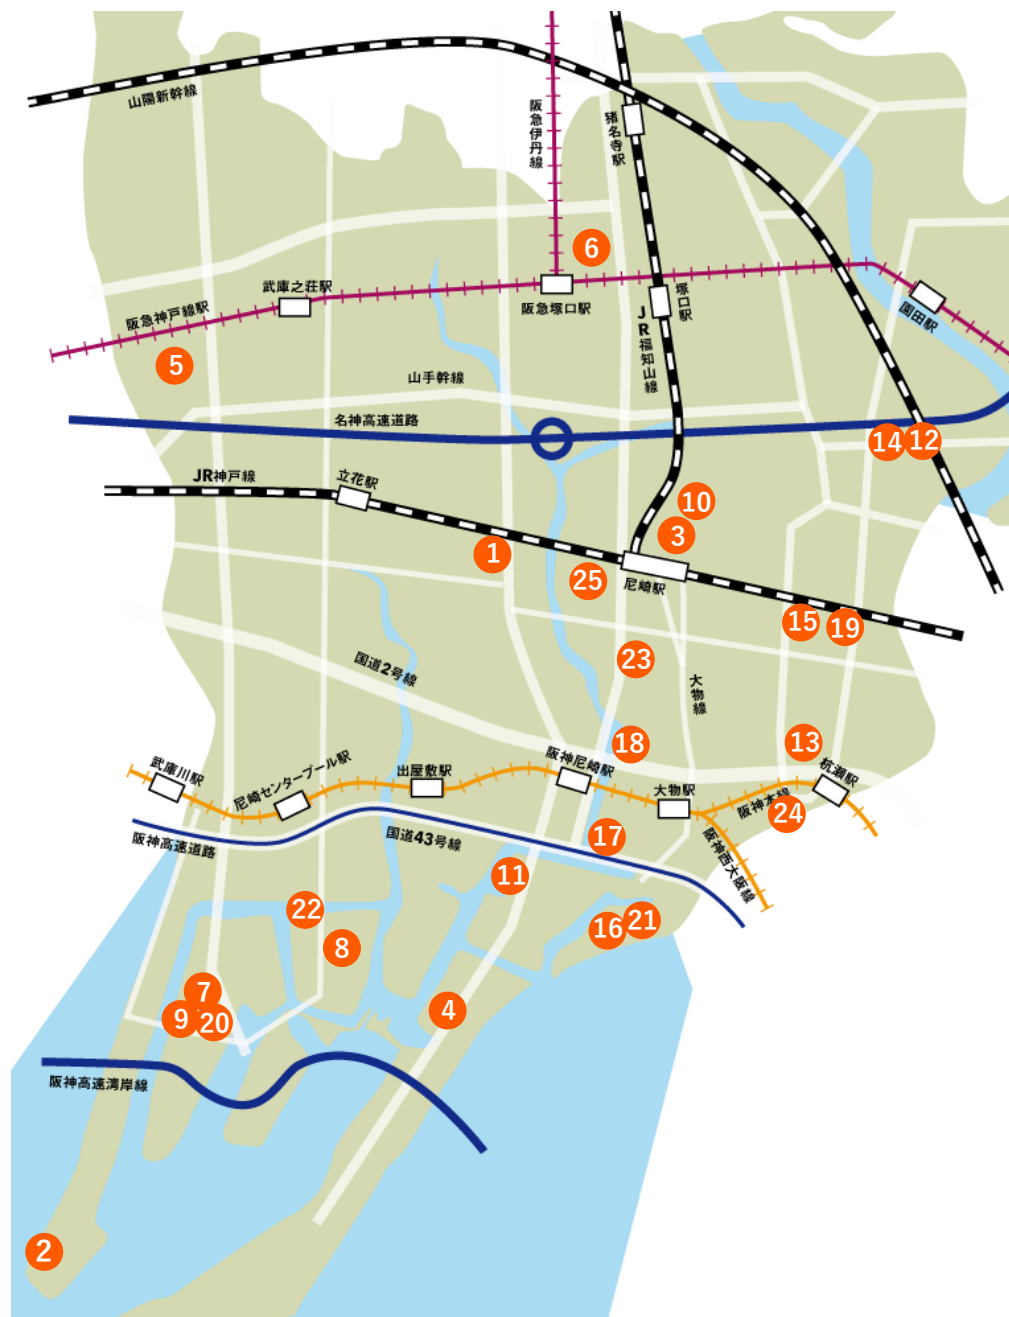 山陽新幹線
阪急伊丹線
猪名寺駅
6
武庫之荘駅
阪急塚口駅
塚口駅
園田駅
阪急神戸線駅
JR福知山線
5
山手幹線
名神高速道路
14
12
JR神戸線
立花駅
10
3
1
25
尼崎駅
15
19
23
国道2号線
大物線
18
13
武庫川駅
尼崎センタープール駅
出屋敷駅
阪神尼崎駅
大物駅
杭瀬駅
阪神本線
24
阪神高速道路
国道43号線
17
阪神西大阪線
11
22
16
21
8
7
9
20
4
阪神高速湾岸線
2